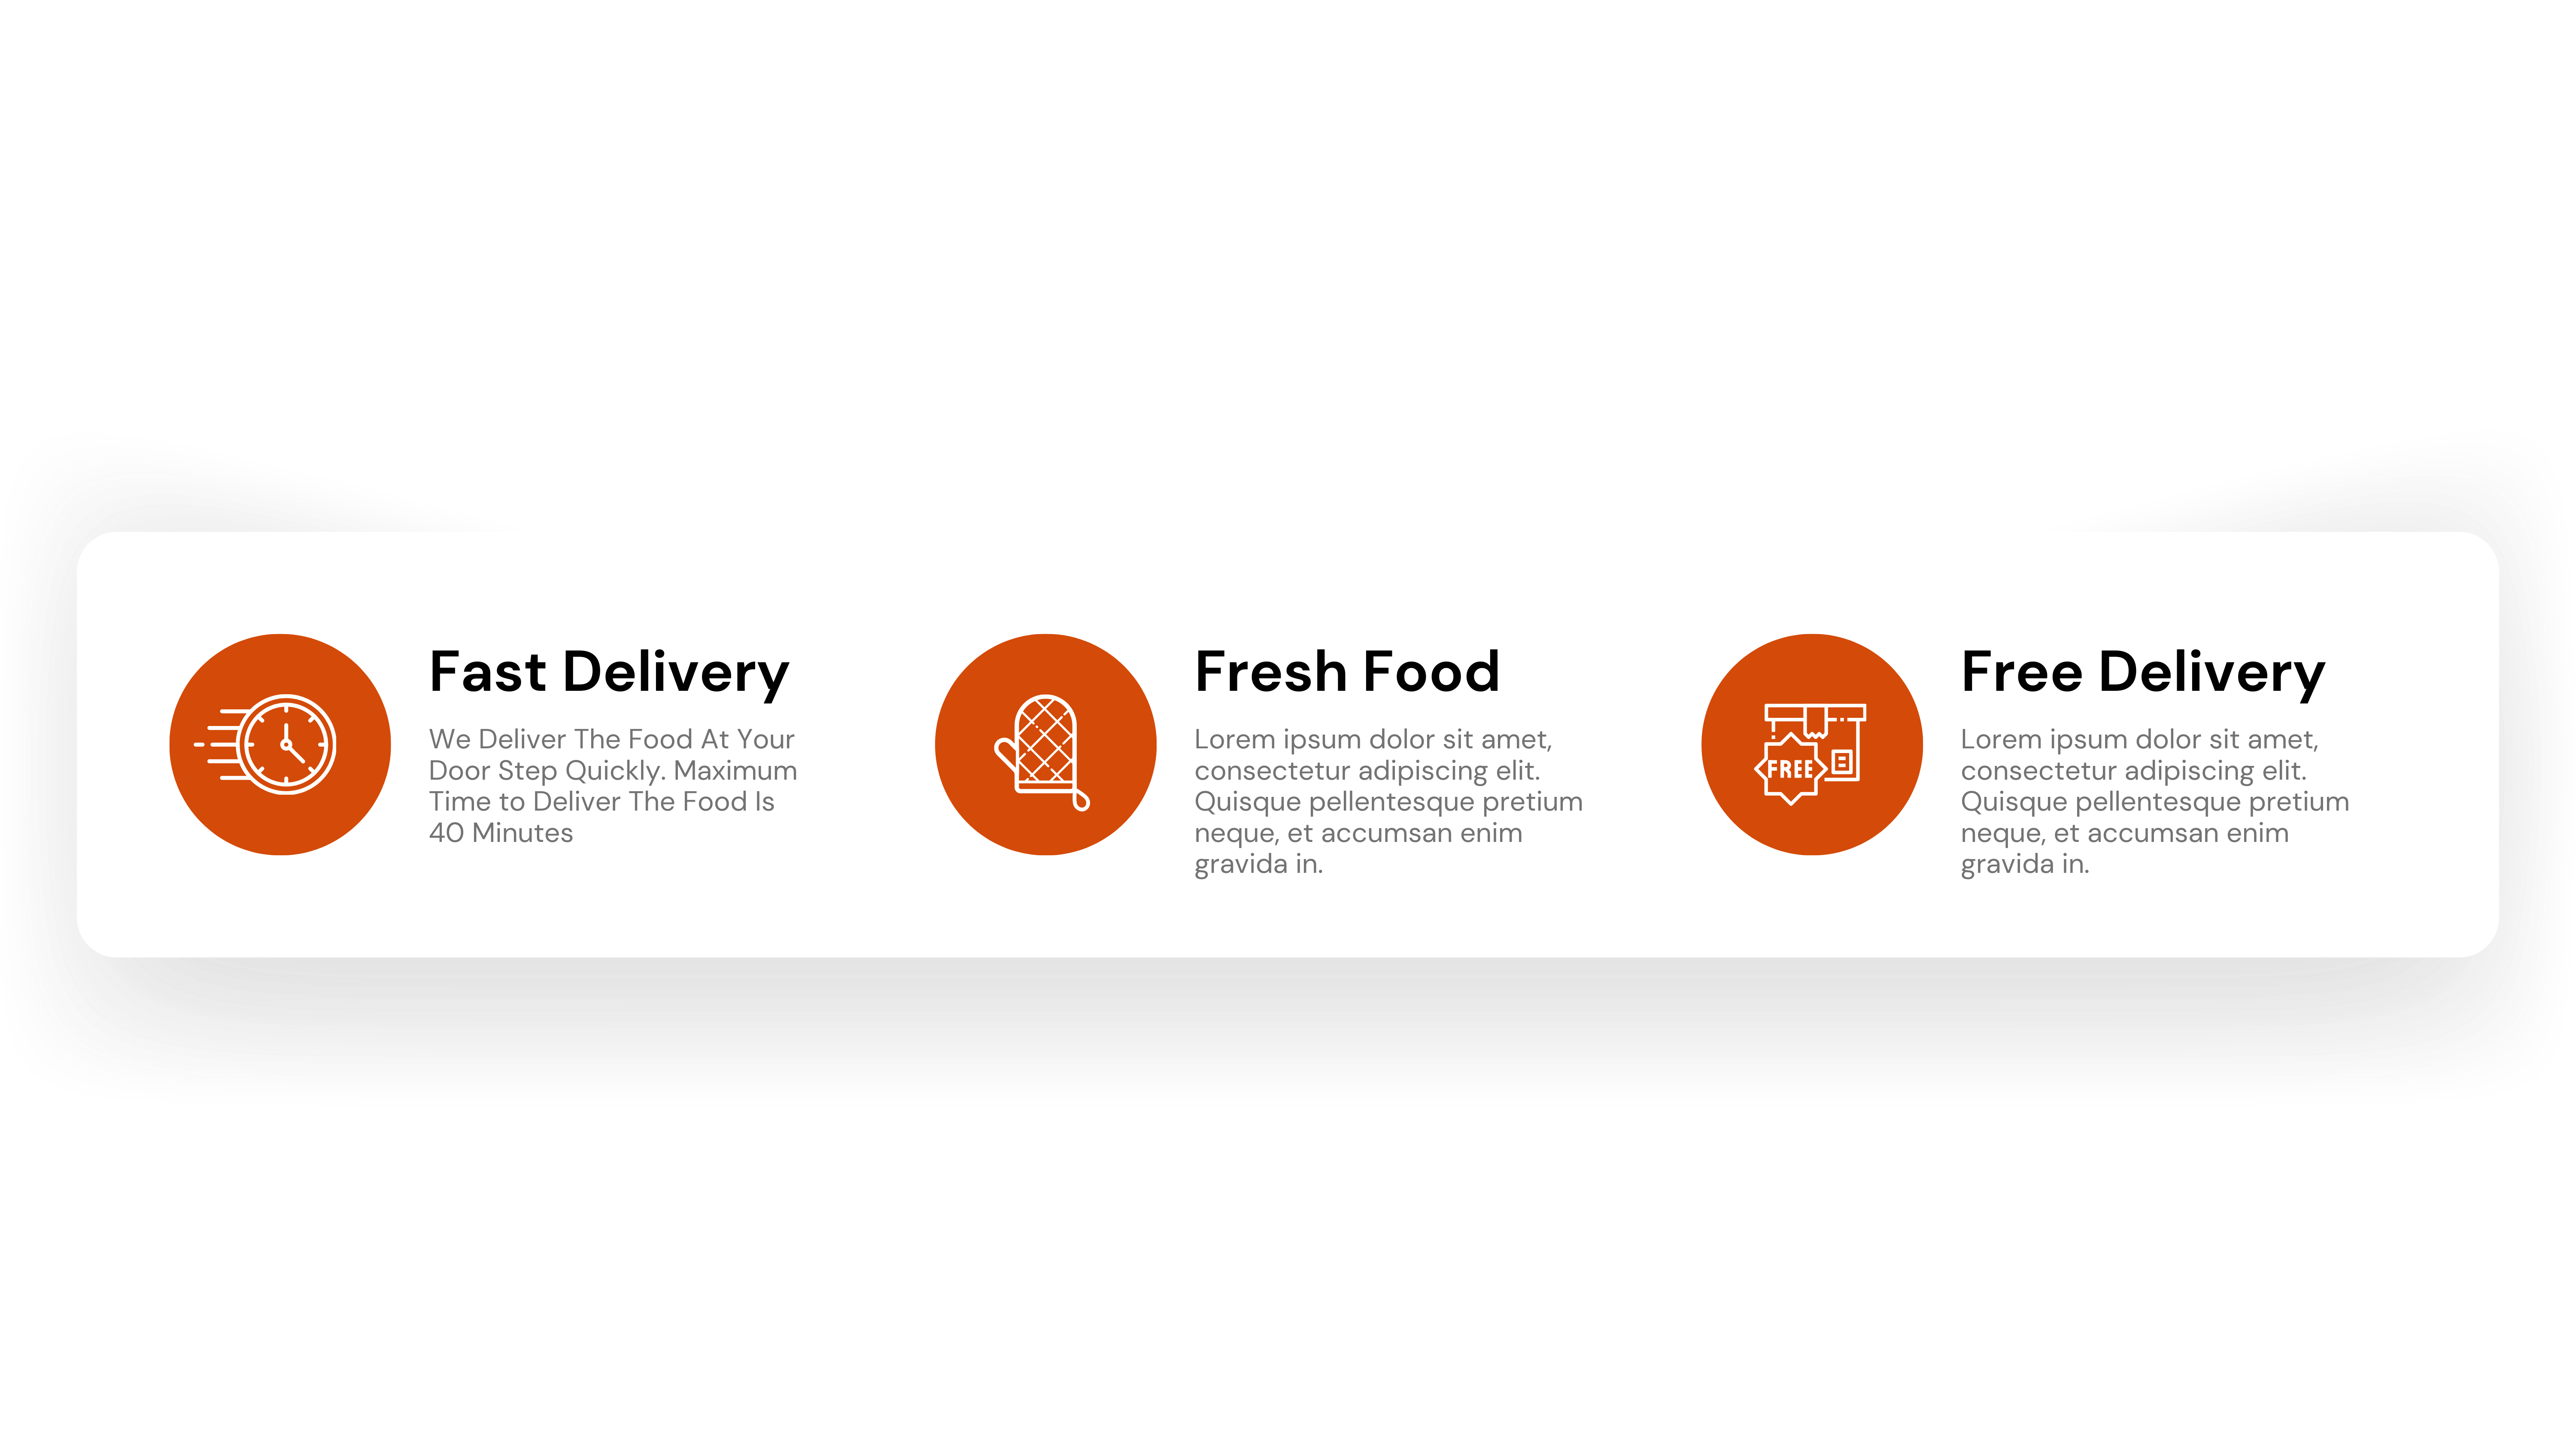 Fast Delivery
We Deliver The Food At Your
Door Step Quickly. Maximum
Time to Deliver The Food Is
40 Minutes
Fresh Food
Lorem ipsum dolor sit amet,
consectetur adipiscing elit.
Quisque pellentesque pretium
neque, et accumsan enim
gravida in.
FREE
Free Delivery
Lorem ipsum dolor sit amet,
consectetur adipiscing elit.
Quisque pellentesque pretium
neque, et accumsan enim
gravida in.